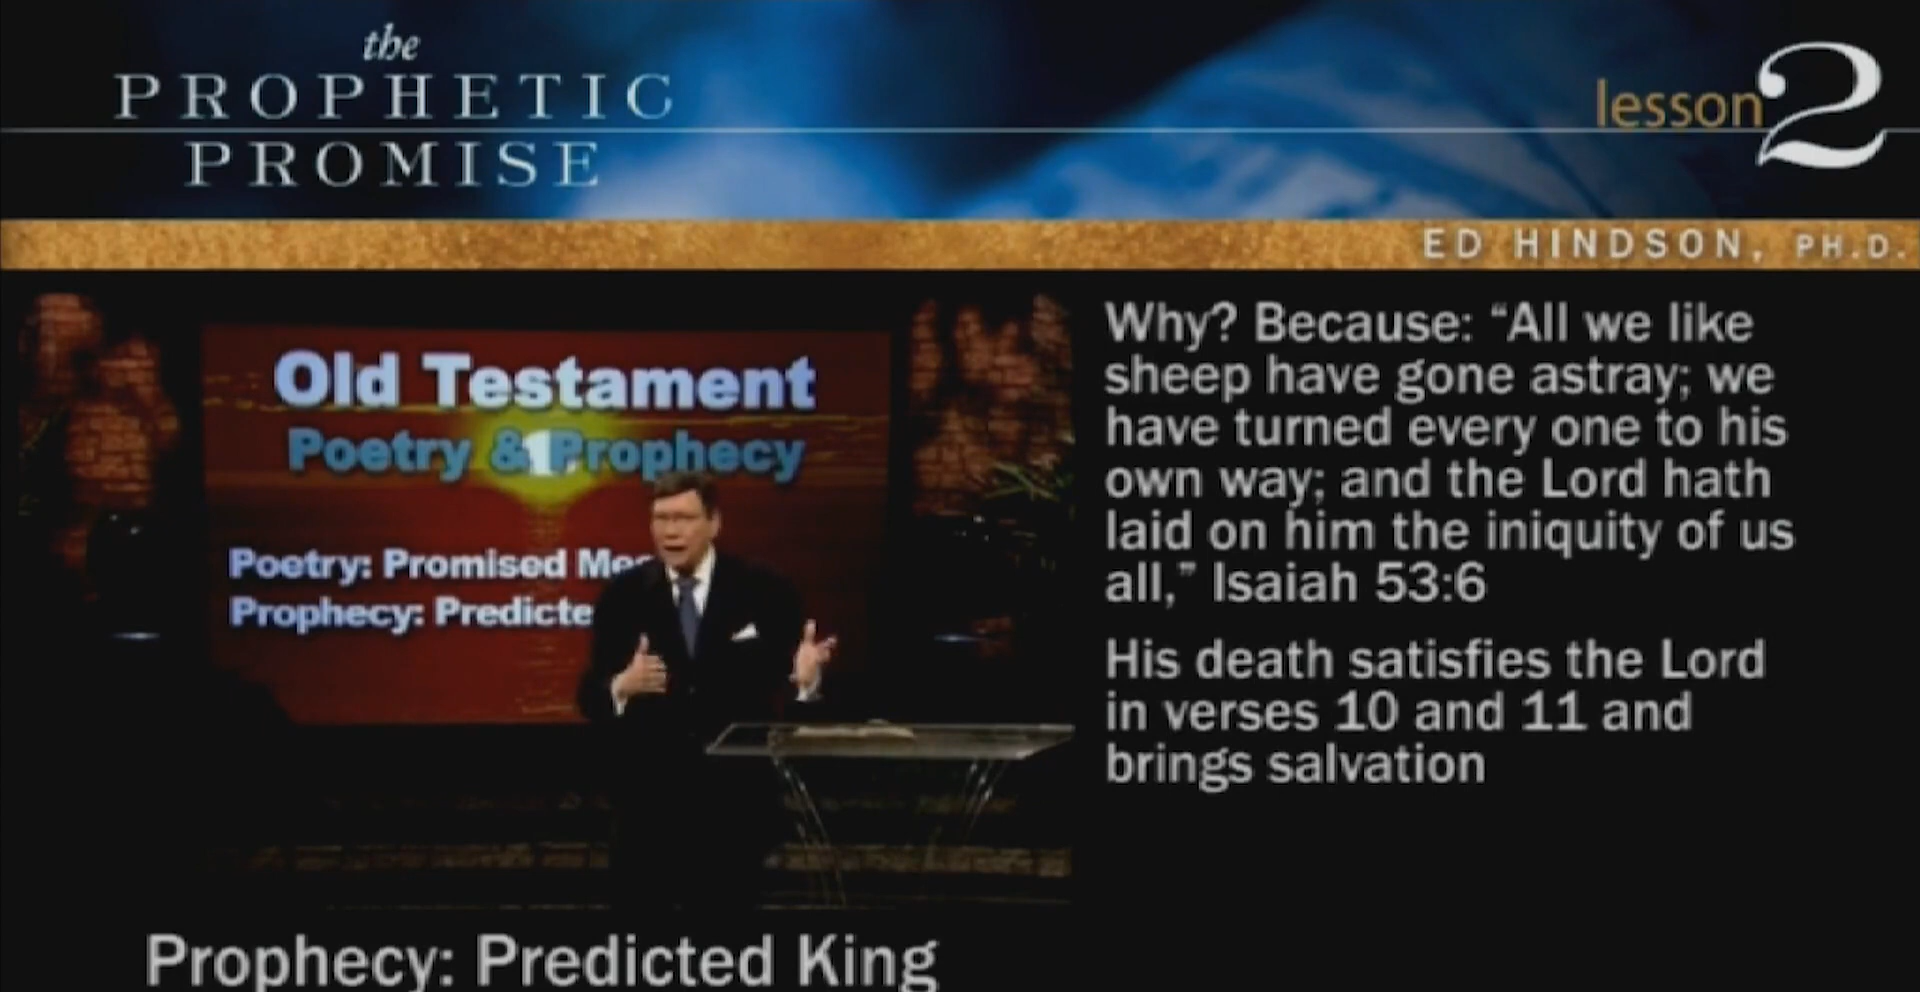 the
PROPHETIC
PROMISE
lesson 2
ED HINDSON, PH.D.
Old Testament
Poetry & Prophecy
Poetry: Promised
Prophecy:
Why? Because: “All we like
sheep have gone astray; we
have turned every one to his
own way; and the Lord hath
laid on him the iniquity of us
all,” Isaiah 53:6
His death satisfies the Lord
in verses 10 and 11 and
brings salvation
Prophecy: Predicted King